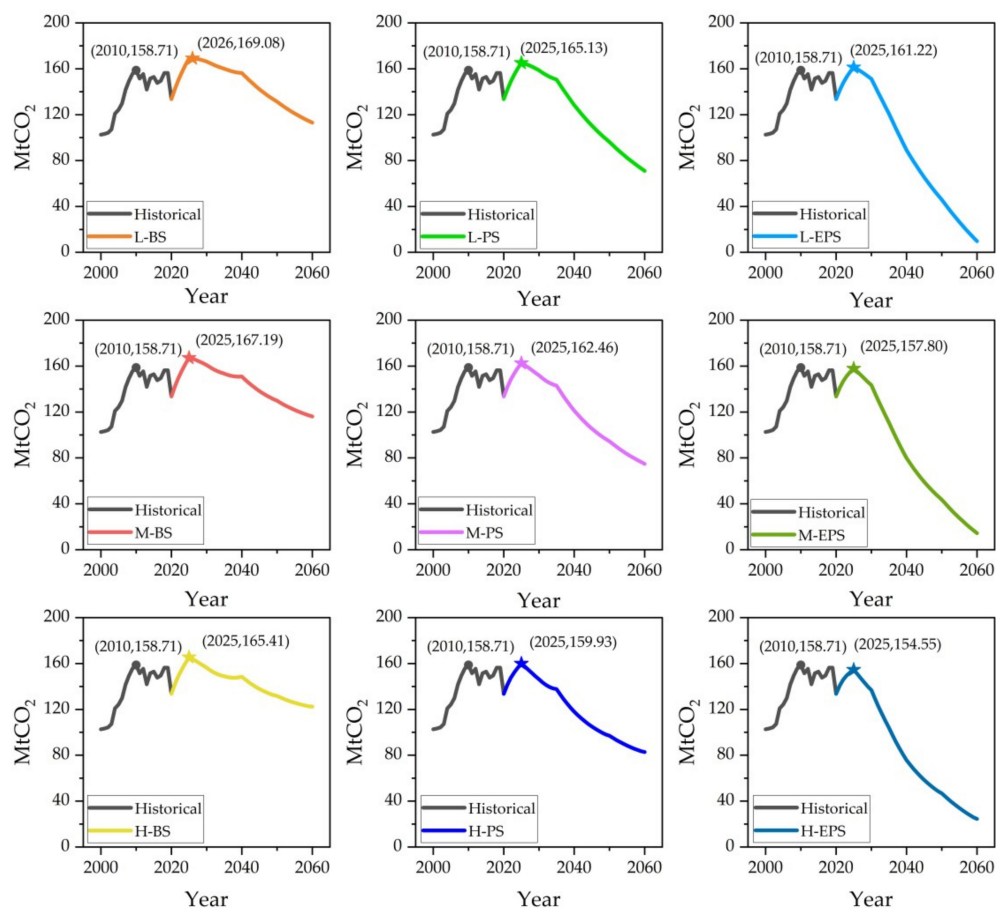 200
160
120
80
40
0
MtCO2
(2010,158.71)
(2026,169.08)
Historical
L-BS
2000 2020 2040 2060
Year
200
160
120
80
40
0
MtCO2
(2010,158.71)
(2025,165.13)
Historical
L-PS
2000 2020 2040 2060
Year
200
160
120
80
40
0
MtCO2
(2010,158.71)
(2025,161.22)
Historical
L-EPS
2000 2020 2040 2060
Year
200
160
120
80
40
0
MtCO2
(2010,158.71)
(2025,167.19)
Historical
M-BS
2000 2020 2040 2060
Year
200
160
120
80
40
0
MtCO2
(2010,158.71)
(2025,162.46)
Historical
M-PS
2000 2020 2040 2060
Year
200
160
120
80
40
0
MtCO2
(2010,158.71)
(2025,157.80)
Historical
M-EPS
2000 2020 2040 2060
Year
200
160
120
80
40
0
MtCO2
(2010,158.71)
(2025,165.41)
Historical
H-BS
2000 2020 2040 2060
Year
200
160
120
80
40
0
MtCO2
(2010,158.71)
(2025,159.93)
Historical
H-PS
2000 2020 2040 2060
Year
200
160
120
80
40
0
MtCO2
(2010,158.71)
(2025,154.55)
Historical
H-EPS
2000 2020 2040 2060
Year